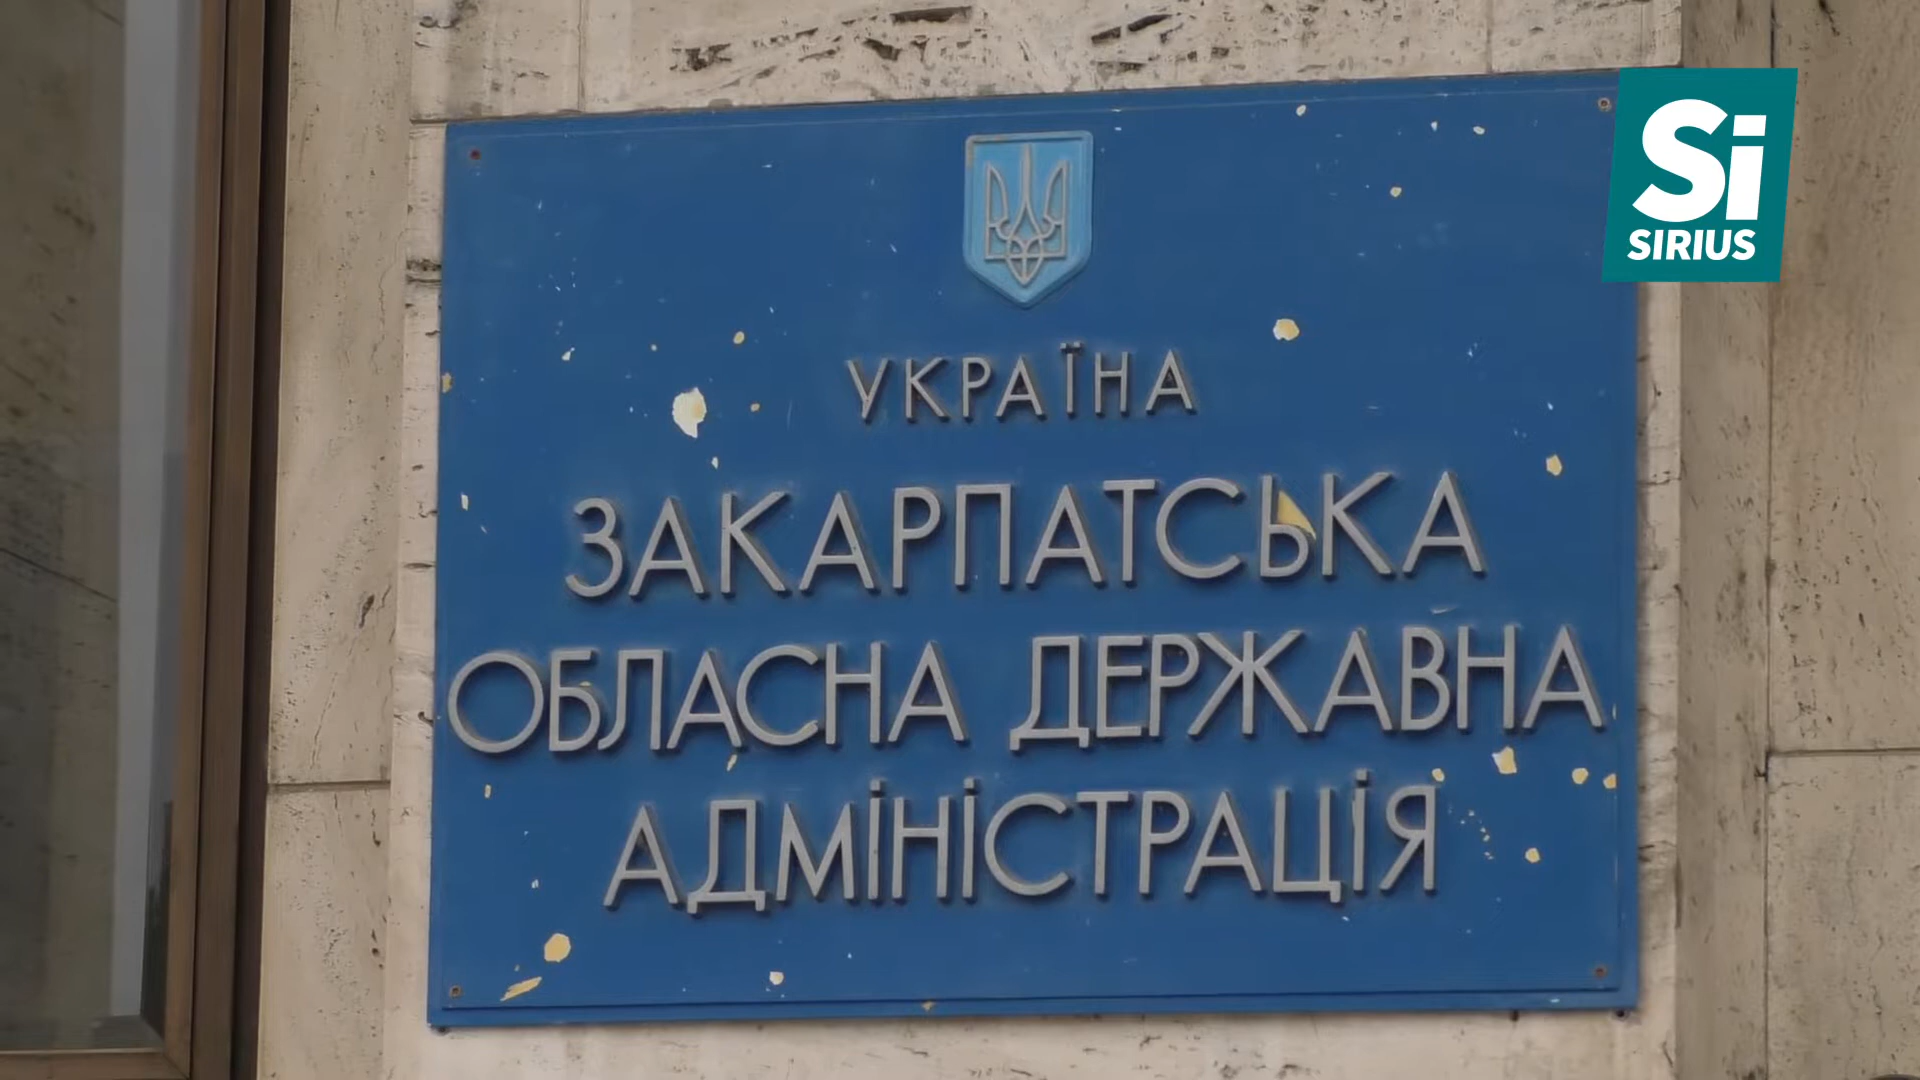 Si
SIRIUS
УКРАЇНА
ЗАКАРПАТСЬКА
ОБЛАСНА ДЕРЖАВНА
АДМІНІСТРАЦІЯ